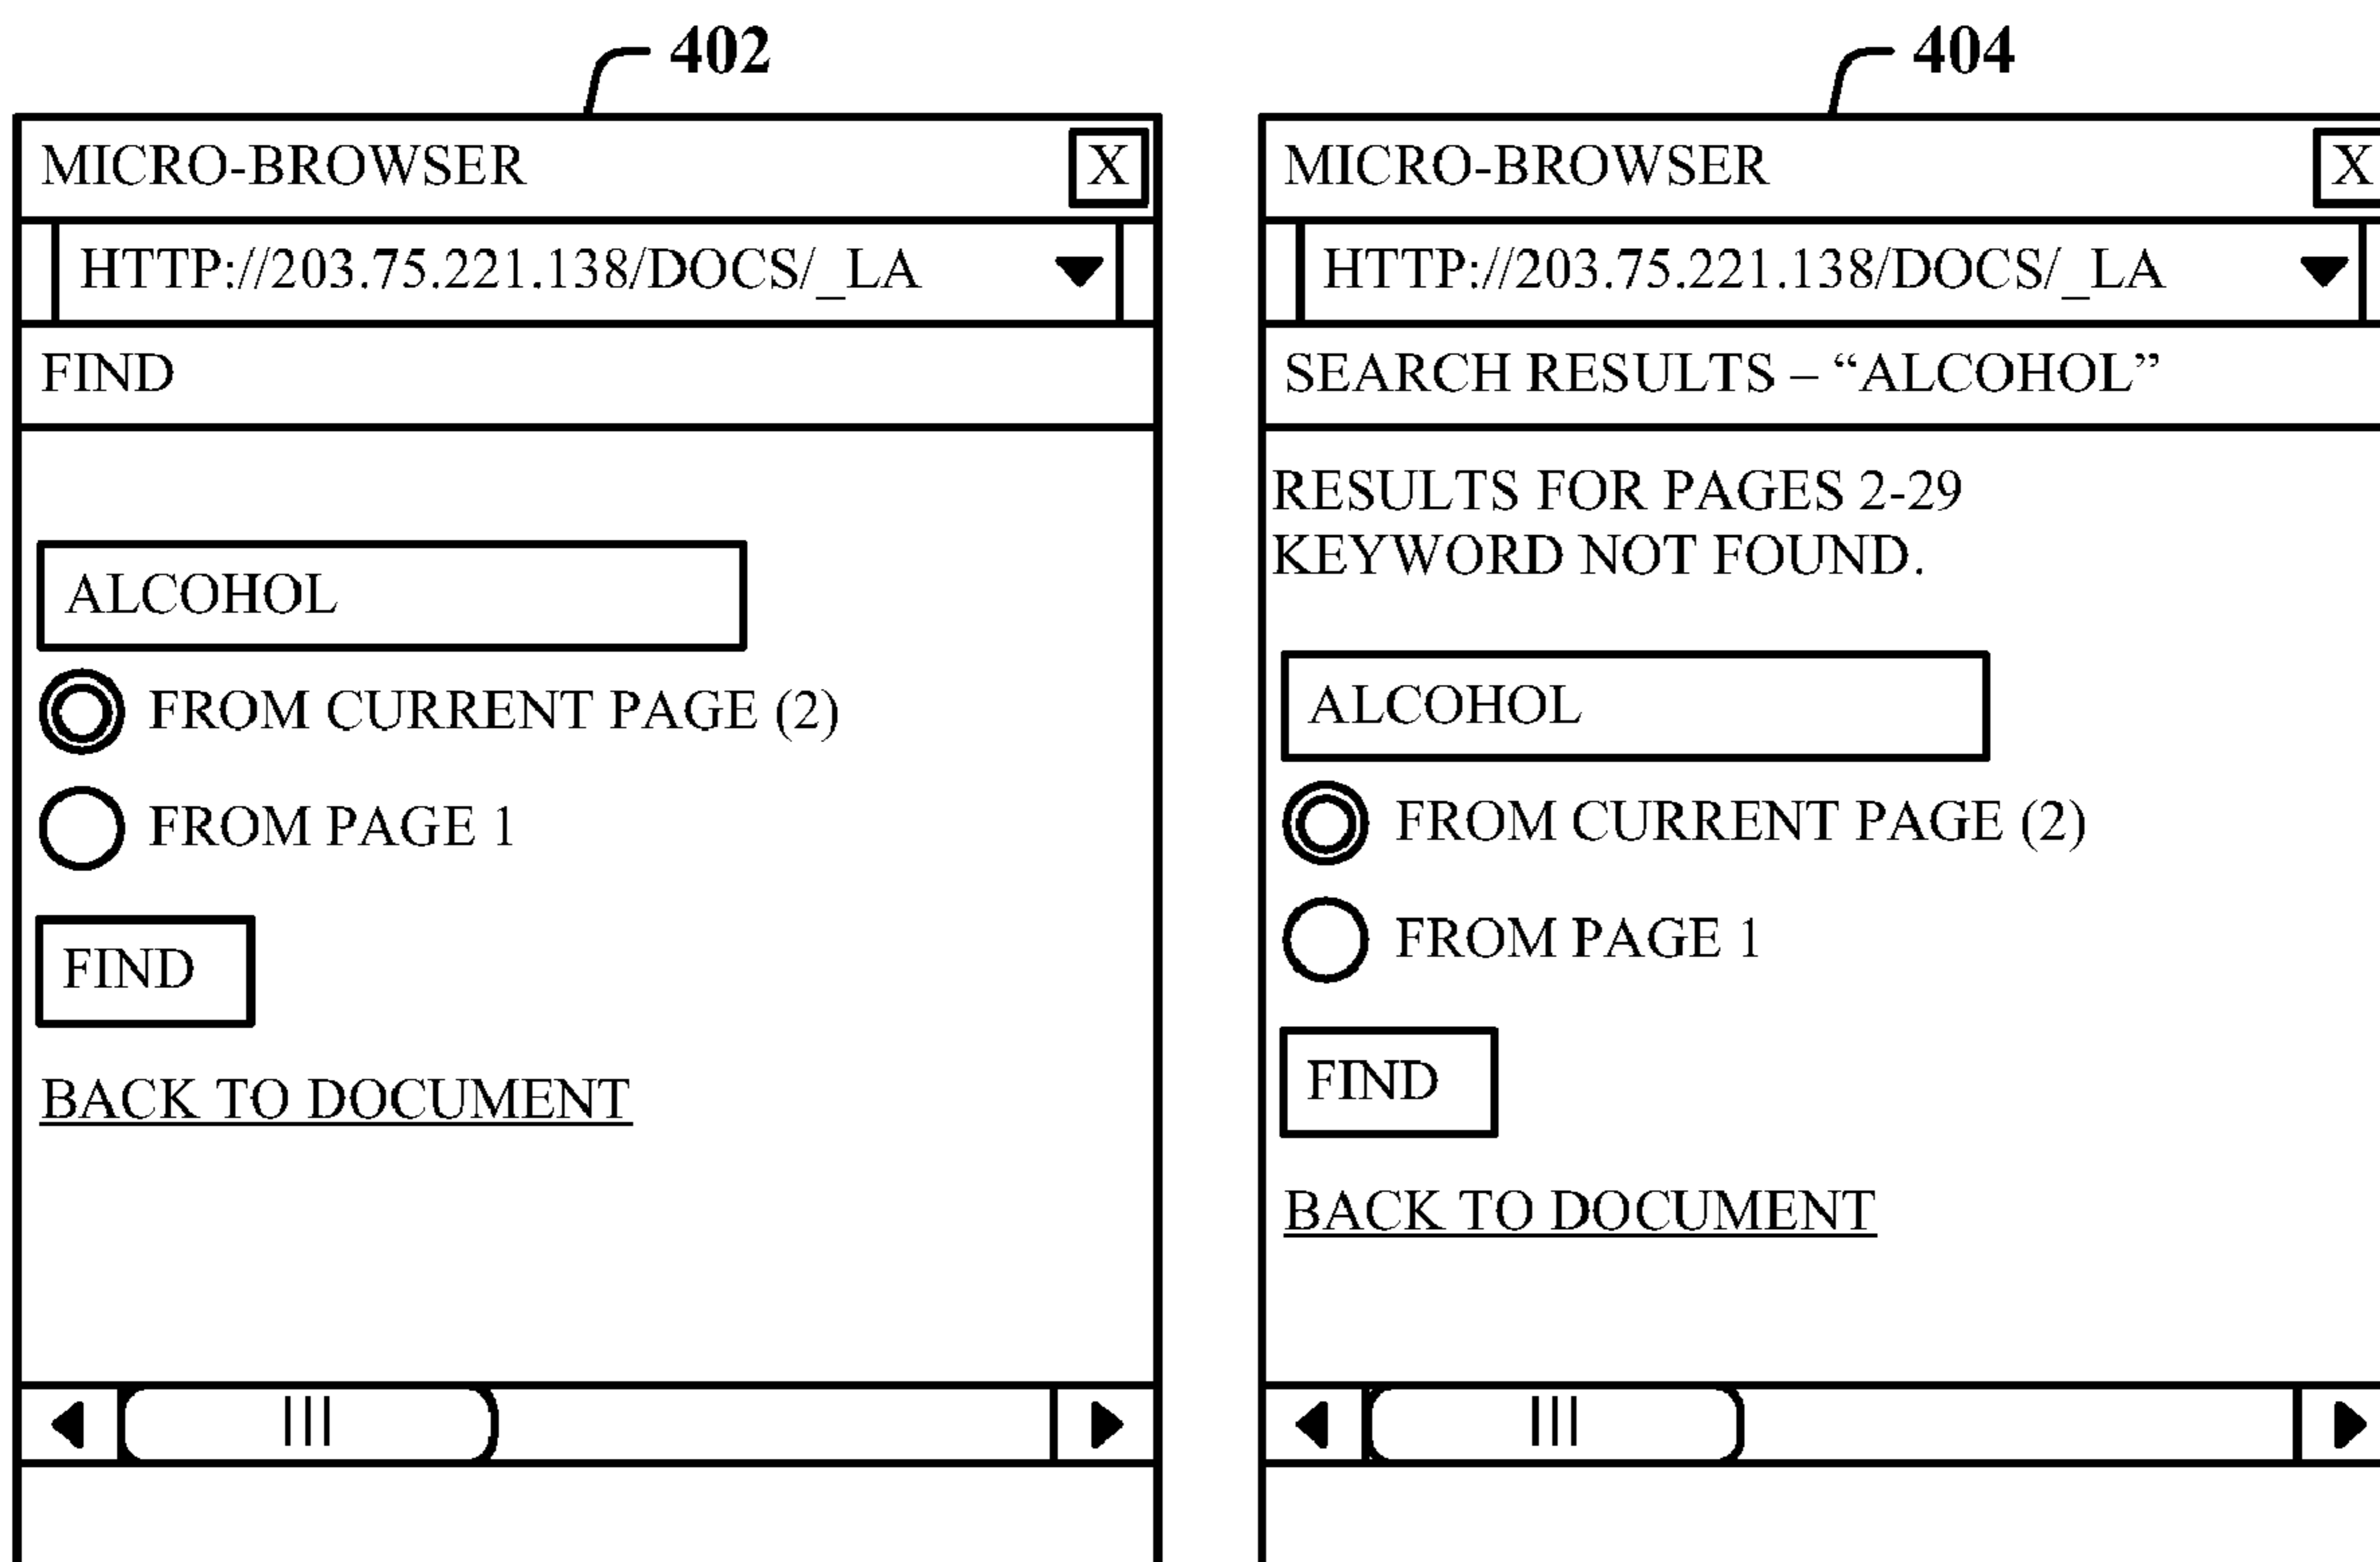 402
MICRO-BROWSER X
HTTP://203.75.221.138/DOCS/_LA
FIND
ALCOHOL
FROM CURRENT PAGE (2)
FROM PAGE 1
FIND
BACK TO DOCUMENT
404
MICRO-BROWSER X
HTTP://203.75.221.138/DOCS/_LA
SEARCH RESULTS – “ALCOHOL”
RESULTS FOR PAGES 2-29
KEYWORD NOT FOUND.
ALCOHOL
FROM CURRENT PAGE (2)
FROM PAGE 1
FIND
BACK TO DOCUMENT